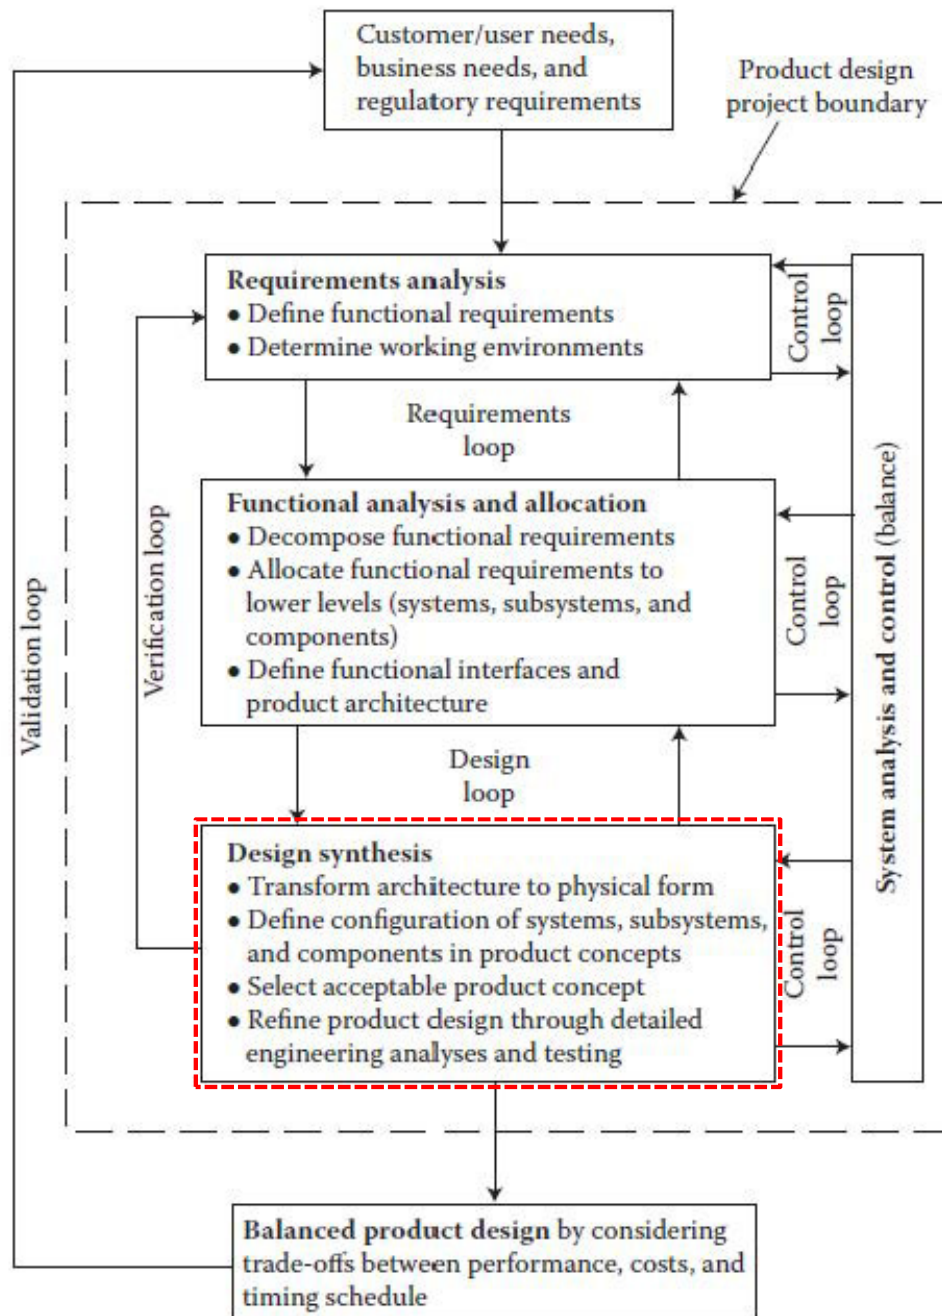 Customer/user needs,
business needs, and
regulatory requirements
Product design
project boundary
Requirements analysis
● Define functional requirements
● Determine working environments
Control
loop
Requirements
loop
Functional analysis and allocation
● Decompose functional requirements
● Allocate functional requirements to
lower levels (systems, subsystems, and
components)
● Define functional interfaces and
product architecture
Control
loop
System analysis and control (balance)
Verification loop
Validation loop
Design
loop
Design synthesis
● Transform architecture to physical form
● Define configuration of systems, subsystems,
and components in product concepts
● Select acceptable product concept
● Refine product design through detailed
engineering analyses and testing
Control
loop
Balanced product design by considering
trade-offs between performance, costs, and
timing schedule